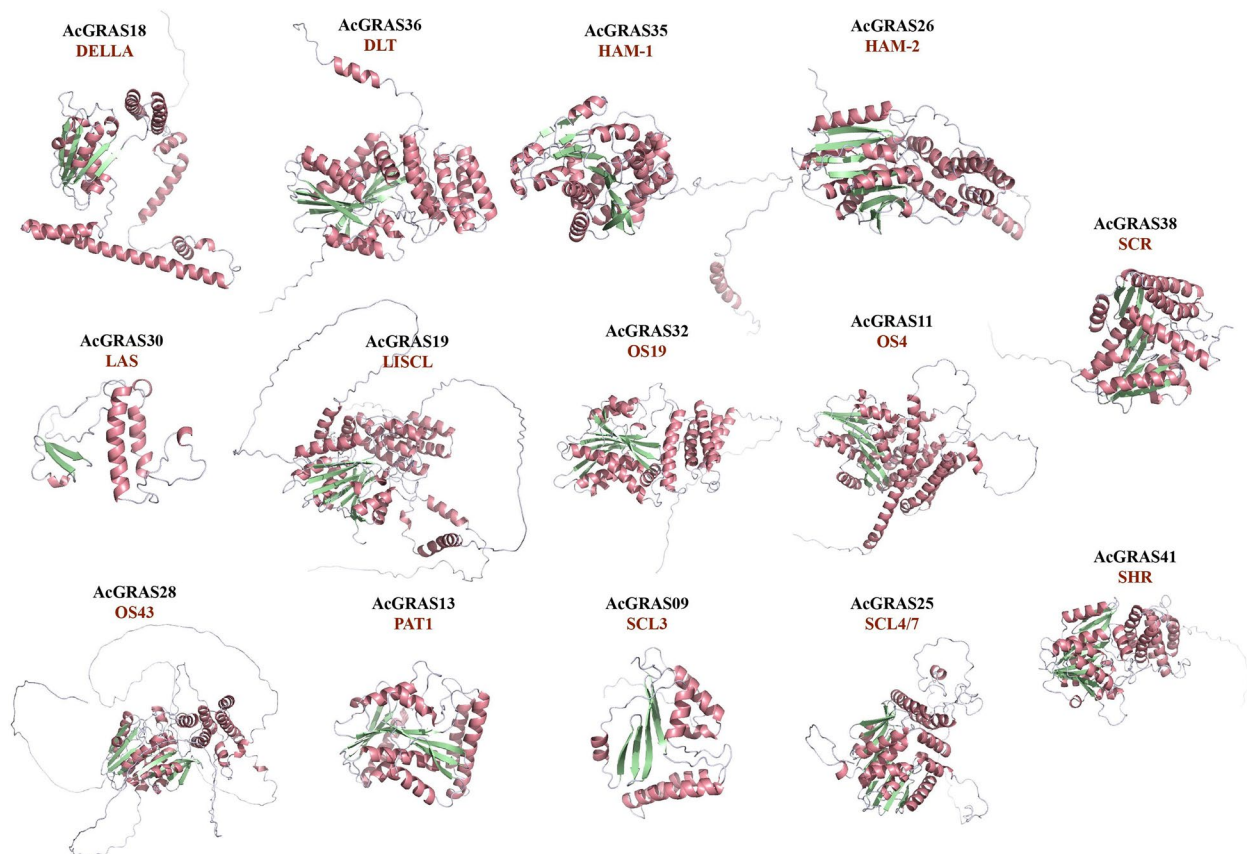 AcGRAS18
DELLA
AcGRAS36
DLT
AcGRAS35
HAM-1
AcGRAS26
HAM-2
AcGRAS38
SCR
AcGRAS30
LAS
AcGRAS19
LISCL
AcGRAS32
OS19
AcGRAS11
OS4
AcGRAS41
SHR
AcGRAS28
OS43
AcGRAS13
PAT1
AcGRAS09
SCL3
AcGRAS25
SCL4/7